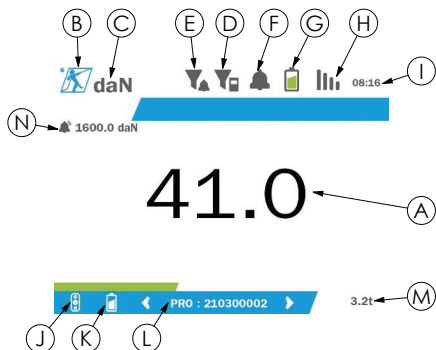 B C E D F G H
daN 08:16 I
N 1600.0 daN
41.0 A
PRO : 210300002 3.2t M
J K L